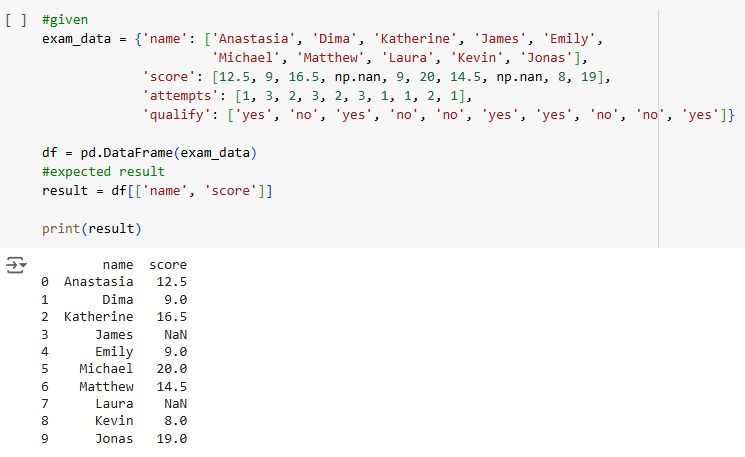 [ ] #given
exam_data = {'name': ['Anastasia', 'Dima', 'Katherine', 'James', 'Emily',
'Michael', 'Matthew', 'Laura', 'Kevin', 'Jonas'],
'score': [12.5, 9, 16.5, np.nan, 9, 20, 14.5, np.nan, 8, 19],
'attempts': [1, 3, 2, 3, 2, 3, 1, 1, 2, 1],
'qualify': ['yes', 'no', 'yes', 'no', 'no', 'yes', 'yes', 'no', 'no', 'yes']}
df = pd.DataFrame(exam_data)
#expected result
result = df[['name', 'score']]
print(result)
name score
0 Anastasia 12.5
1 Dima 9.0
2 Katherine 16.5
3 James NaN
4 Emily 9.0
5 Michael 20.0
6 Matthew 14.5
7 Laura NaN
8 Kevin 8.0
9 Jonas 19.0